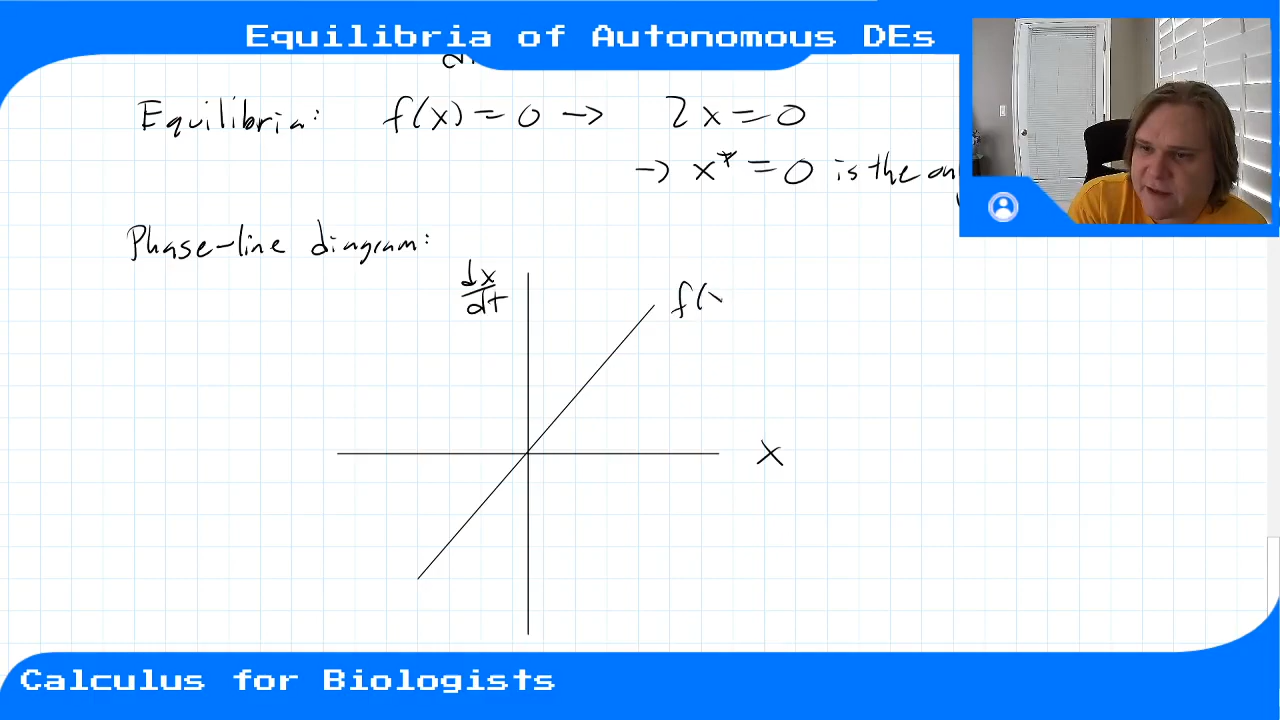 Equilibria of Autonomous DEs
Equilibria: f(x) = 0 → 2x = 0
→ x* = 0 is the
Phase-line diagram:
dx/dt
f(x
x
Calculus for Biologists